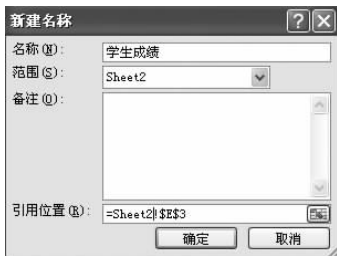 新建名称
名称(N): 学生成绩
范围(S): Sheet2
备注(O):
引用位置(R): =Sheet2!$E$3
确定 取消